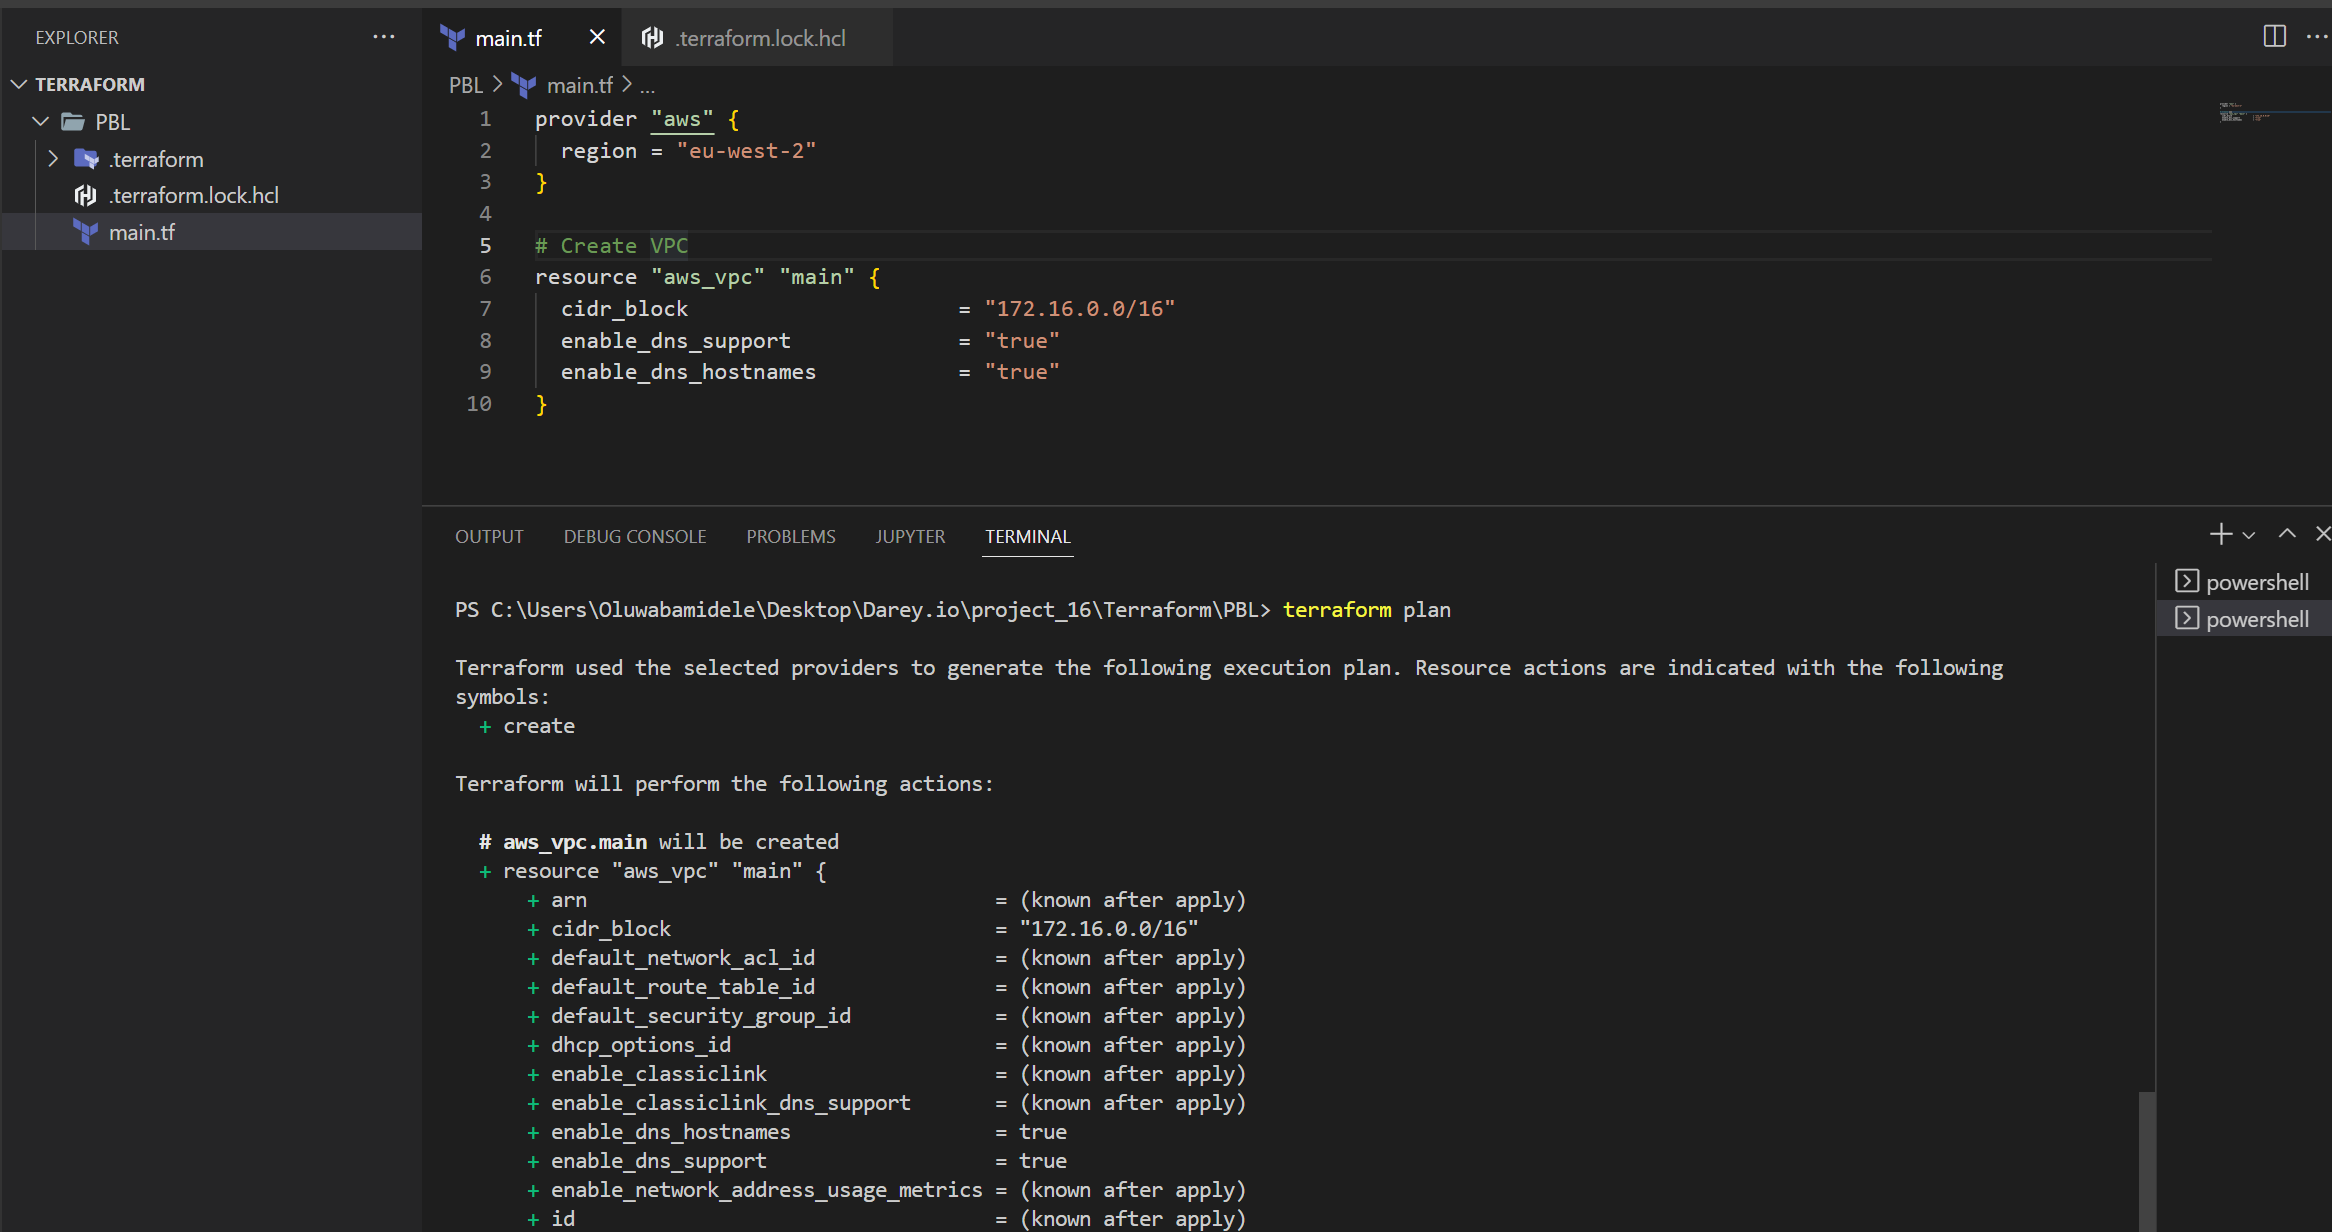 EXPLORER
TERRAFORM
PBL
.terraform
.terraform.lock.hcl
main.tf
main.tf
.terraform.lock.hcl
PBL > main.tf > ...
1 provider "aws" {
2   region = "eu-west-2"
3 }
4
5 # Create VPC
6 resource "aws_vpc" "main" {
7   cidr_block                     = "172.16.0.0/16"
8   enable_dns_support             = "true"
9   enable_dns_hostnames           = "true"
10 }
OUTPUT DEBUG CONSOLE PROBLEMS JUPYTER TERMINAL
powershell
powershell
PS C:\Users\Oluwabamidele\Desktop\Darey.io\project_16\Terraform\PBL> terraform plan
Terraform used the selected providers to generate the following execution plan. Resource actions are indicated with the following
symbols:
  + create
Terraform will perform the following actions:
  # aws_vpc.main will be created
  + resource "aws_vpc" "main" {
      + arn                                  = (known after apply)
      + cidr_block                           = "172.16.0.0/16"
      + default_network_acl_id               = (known after apply)
      + default_route_table_id               = (known after apply)
      + default_security_group_id            = (known after apply)
      + dhcp_options_id                      = (known after apply)
      + enable_classiclink                   = (known after apply)
      + enable_classiclink_dns_support       = (known after apply)
      + enable_dns_hostnames                 = true
      + enable_dns_support                   = true
      + enable_network_address_usage_metrics = (known after apply)
      + id                                   = (known after apply)